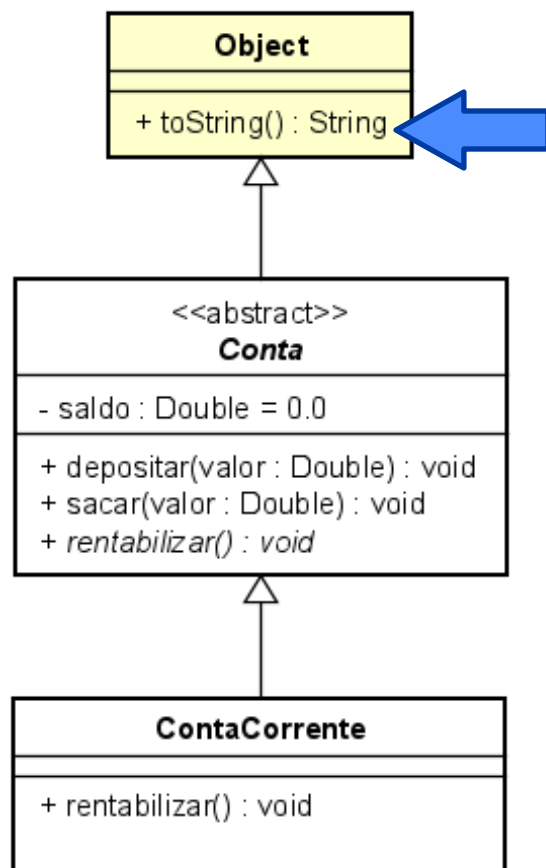 Object
+ toString() : String
<<abstract>>
Conta
- saldo : Double = 0.0
+ depositar(valor : Double) : void
+ sacar(valor : Double) : void
+ rentabilizar() : void
ContaCorrente
+ rentabilizar() : void